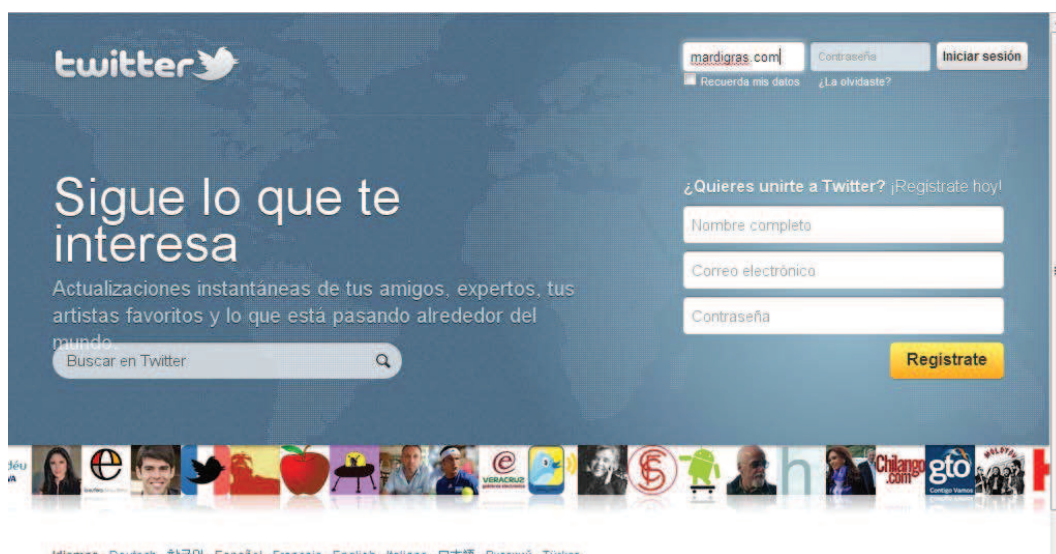 twitter
mardigras.com
Contraseña
Iniciar sesión
Recuerda mis datos
¿La olvidaste?
Sigue lo que te
interesa
Actualizaciones instantáneas de tus amigos, expertos, tus
artistas favoritos y lo que está pasando alrededor del
mundo.
Buscar en Twitter
¿Quieres unirte a Twitter? ¡Regístrate hoy!
Nombre completo
Correo electrónico
Contraseña
Regístrate
VERACRUZ
Chilango
.com
gto
Contigo Vamos
MOLOTOV
Idiomas Deutsch 한국어 Español Français English Italiano 日本語 Русский Türkçe